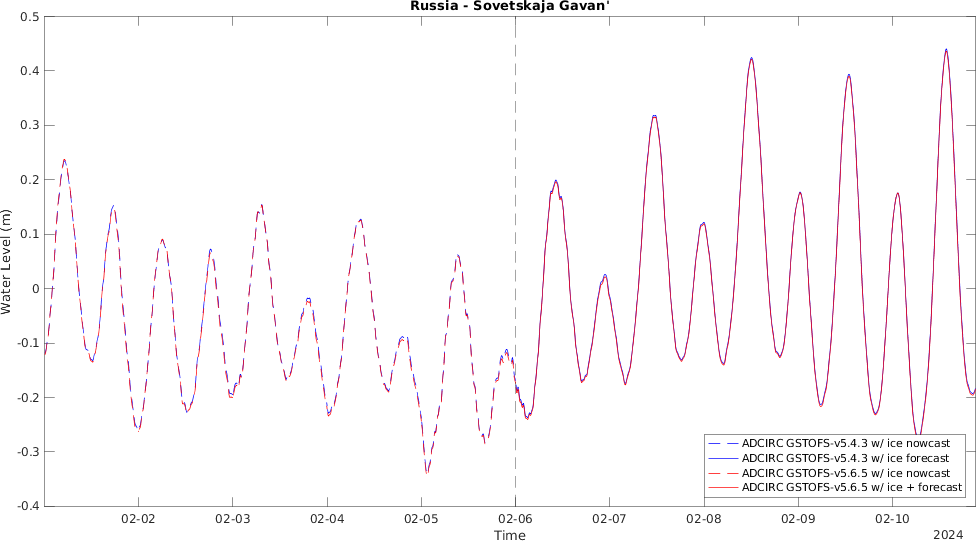 Russia - Sovetskaja Gavan'
0.5
0.4
0.3
0.2
0.1
0
-0.1
-0.2
-0.3
-0.4
Water Level (m)
ADCIRC GSTOFS-v5.4.3 w/ ice nowcast
ADCIRC GSTOFS-v5.4.3 w/ ice forecast
ADCIRC GSTOFS-v5.6.5 w/ ice nowcast
ADCIRC GSTOFS-v5.6.5 w/ ice + forecast
02-02 02-03 02-04 02-05 02-06 02-07 02-08 02-09 02-10
Time
2024